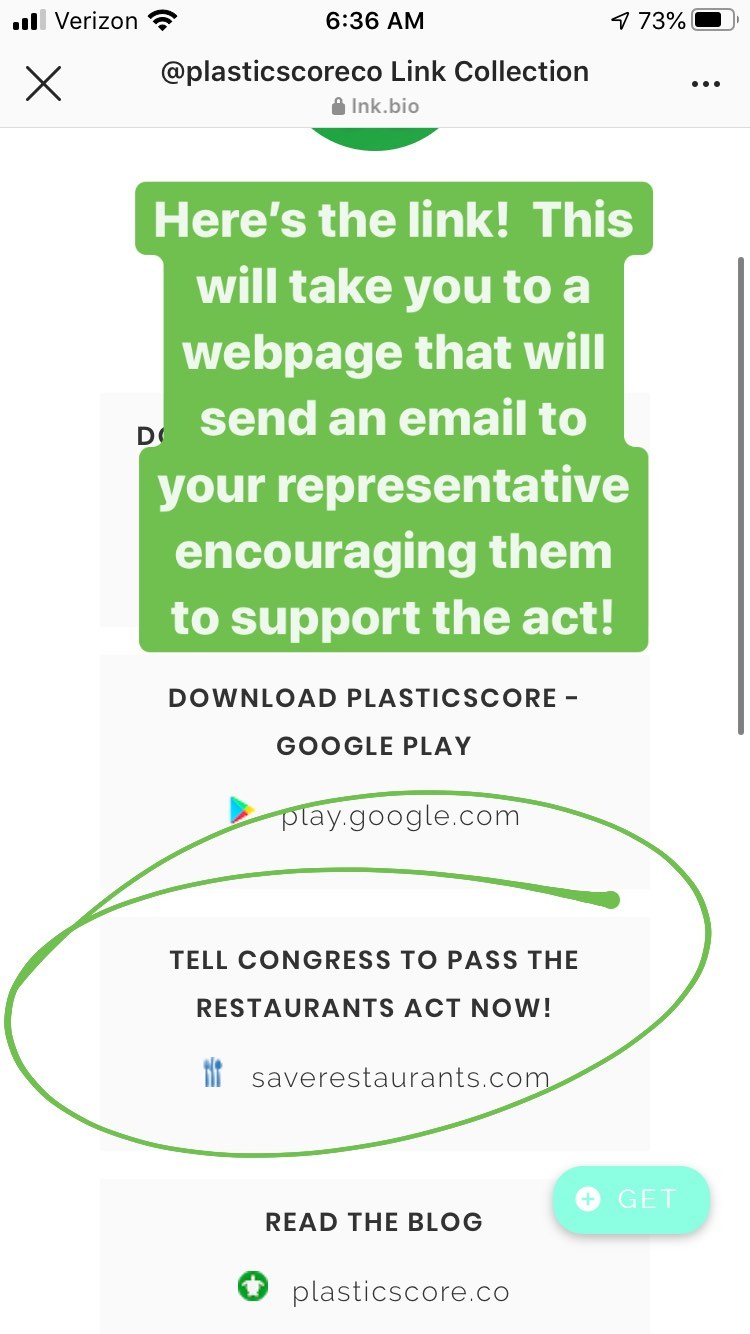 Verizon 6:36 AM 73%
@plasticscoreco Link Collection
lnk.bio
Here's the link! This
will take you to a
webpage that will
send an email to
your representative
encouraging them
to support the act!
DOWNLOAD PLASTICSCORE -
GOOGLE PLAY
play.google.com
TELL CONGRESS TO PASS THE
RESTAURANTS ACT NOW!
saverestaurants.com
GET
READ THE BLOG
plasticscore.co